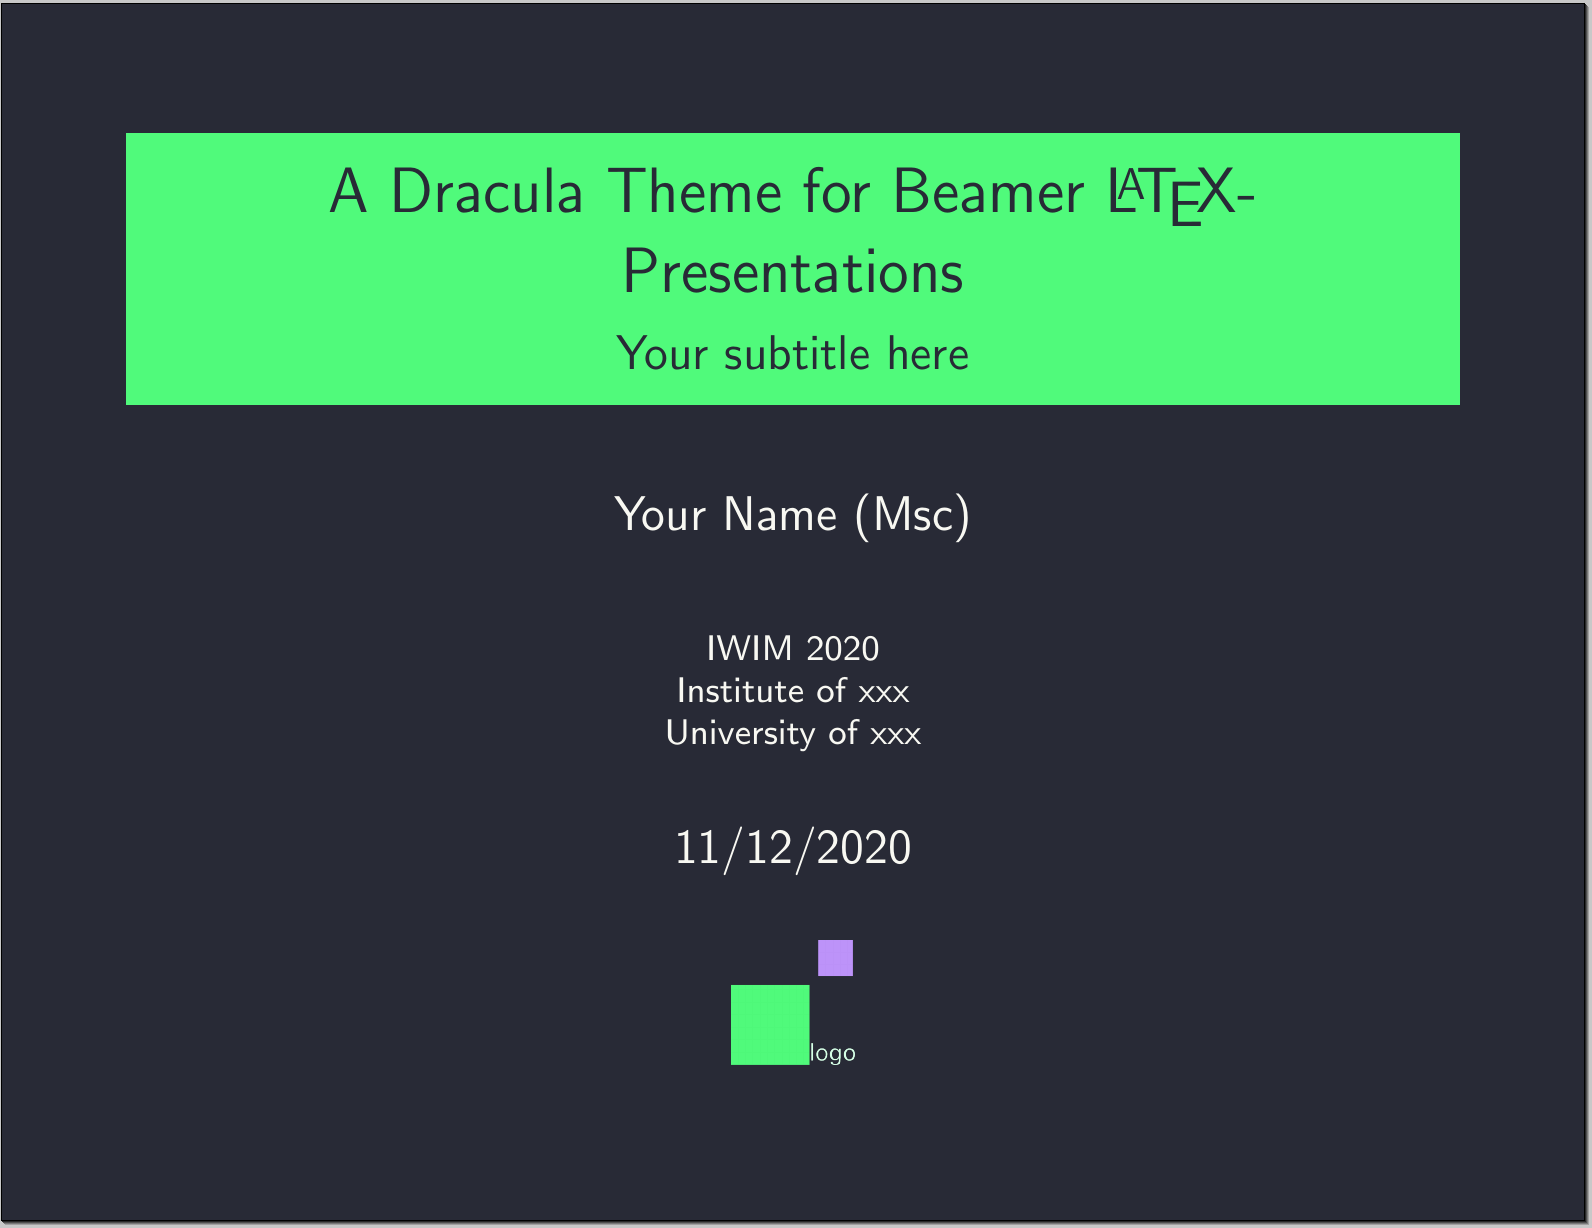 A Dracula Theme for Beamer LATEX-
Presentations
Your subtitle here
Your Name (Msc)
IWIM 2020
Institute of xxx
University of xxx
11/12/2020
logo